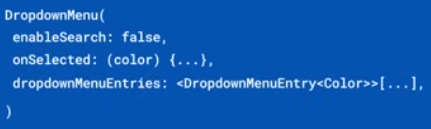 DropdownMenu(
enableSearch: false,
onSelected: (color) {...},
dropdownMenuEntries: <DropdownMenuEntry<Color>>[...],
)